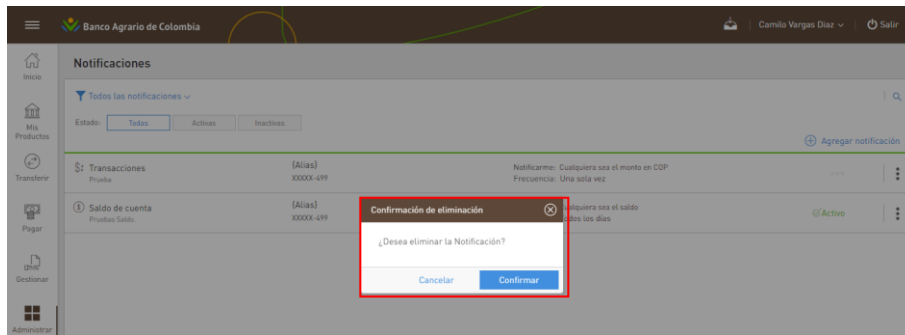 Banco Agrario de Colombia
Camilo Vargas Diaz
Salir
Inicio
Mis
Productos
Transferir
Pagar
Gestionar
Administrar
Notificaciones
Todos las notificaciones
Estado: Todas Activas Inactivas
Agregar notificación
Transacciones {Alias} Notificarme: Cualquiera sea el monto en COP
Prueba XXXXX-499 Frecuencia: Una sola vez
Saldo de cuenta {Alias} ualquiera sea el saldo Activo
Pruebas Saldo. XXXXX-499 odos los días
Confirmación de eliminación
¿Desea eliminar la Notificación?
Cancelar Confirmar